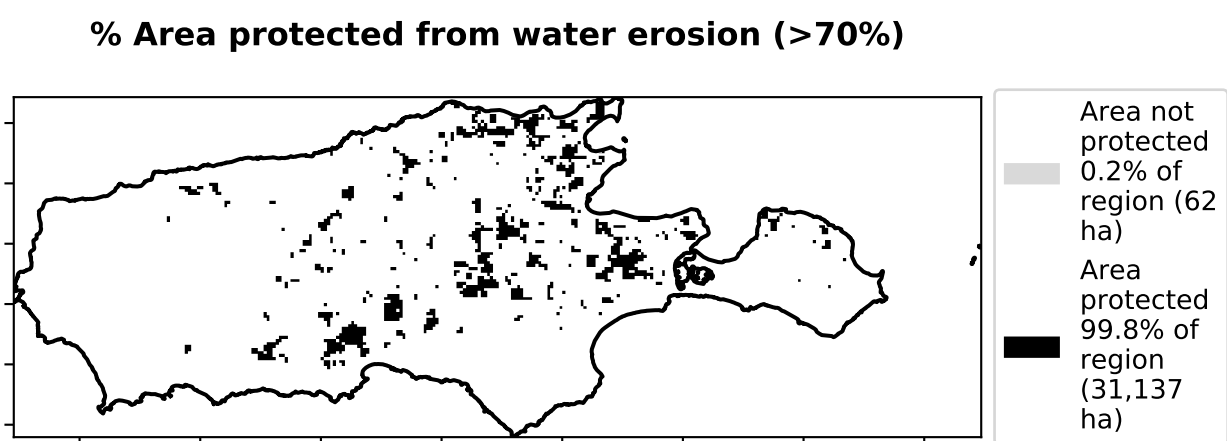 % Area protected from water erosion (>70%)
Area not
protected
0.2% of
region (62
ha)
Area
protected
99.8% of
region
(31,137
ha)